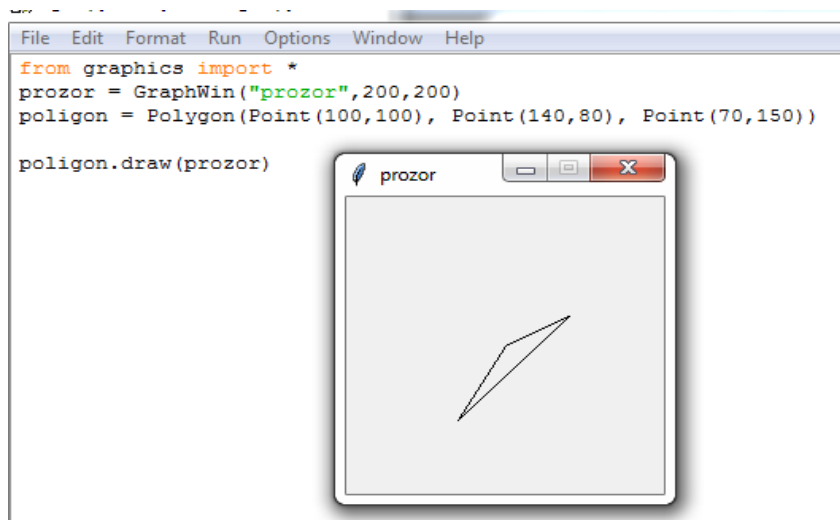 File Edit Format Run Options Window Help
from graphics import *
prozor = GraphWin("prozor",200,200)
poligon = Polygon(Point(100,100), Point(140,80), Point(70,150))
poligon.draw(prozor)
prozor